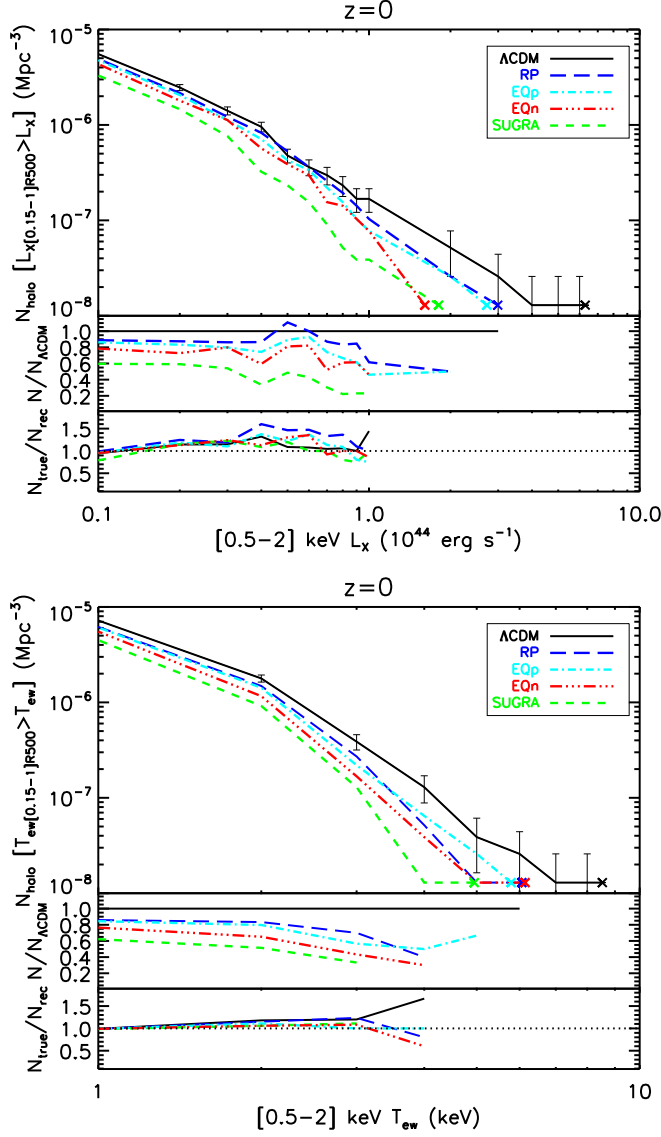 z=0
N_holo [L_X[0.15−1]R500>L_X] (Mpc^−3)
10^−5
10^−6
10^−7
10^−8
ΛCDM
RP
EQp
EQn
SUGRA
N/N_ΛCDM
1.0
0.8
0.6
0.4
0.2
N_true/N_rec
1.5
1.0
0.5
0.1 1.0 10.0
[0.5−2] keV L_X (10^44 erg s^−1)
z=0
N_holo [T_ew[0.15−1]R500>T_ew] (Mpc^−3)
10^−5
10^−6
10^−7
10^−8
ΛCDM
RP
EQp
EQn
SUGRA
N/N_ΛCDM
1.0
0.8
0.6
0.4
0.2
N_true/N_rec
1.5
1.0
0.5
1 10
[0.5−2] keV T_ew (keV)